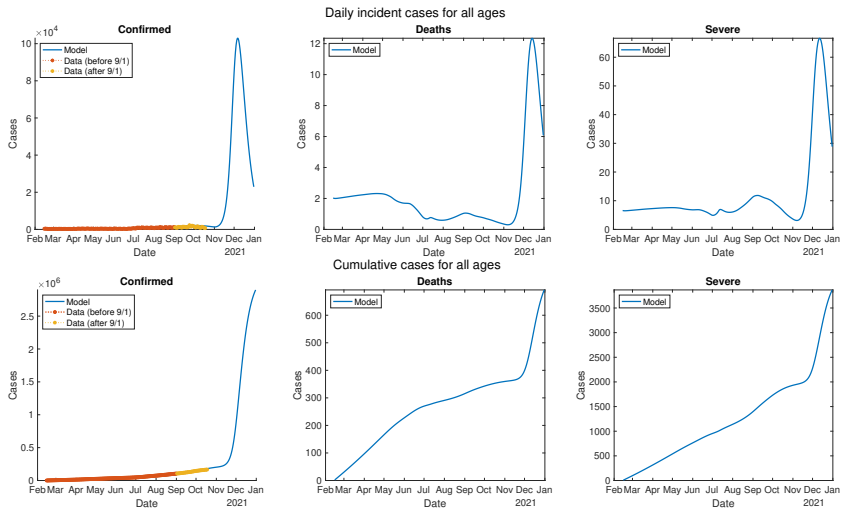 Daily incident cases for all ages
Confirmed
×10⁴
10
8
6
4
2
0
Cases
Model
Data (before 9/1)
Data (after 9/1)
Feb Mar Apr May Jun Jul Aug Sep Oct Nov Dec Jan
Date
2021
Deaths
12
10
8
6
4
2
0
Cases
Model
Feb Mar Apr May Jun Jul Aug Sep Oct Nov Dec Jan
Date
2021
Severe
60
50
40
30
20
10
0
Cases
Model
Feb Mar Apr May Jun Jul Aug Sep Oct Nov Dec Jan
Date
2021
Cumulative cases for all ages
Confirmed
×10⁶
2.5
2
1.5
1
0.5
0
Cases
Model
Data (before 9/1)
Data (after 9/1)
Feb Mar Apr May Jun Jul Aug Sep Oct Nov Dec Jan
Date
2021
Deaths
600
500
400
300
200
100
0
Cases
Model
Feb Mar Apr May Jun Jul Aug Sep Oct Nov Dec Jan
Date
2021
Severe
3500
3000
2500
2000
1500
1000
500
0
Cases
Model
Feb Mar Apr May Jun Jul Aug Sep Oct Nov Dec Jan
Date
2021